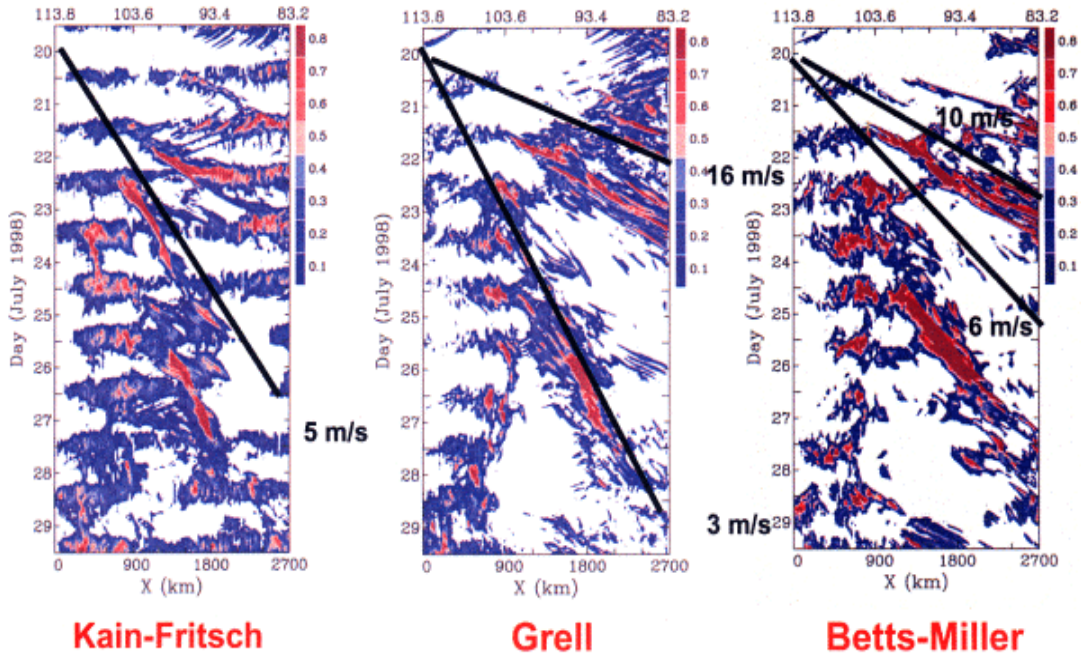 113.8 103.6 93.4 83.2
0.8
0.7
0.6
0.5
0.4
0.3
0.2
0.1
20
21
22
23
24
25
26
27
28
29
Day (July 1998)
0 900 1800 2700
X (km)
5 m/s
Kain-Fritsch
113.8 103.6 93.4 83.2
0.8
0.7
0.6
0.5
0.4
0.3
0.2
0.1
20
21
22
23
24
25
26
27
28
29
Day (July 1998)
0 900 1800 2700
X (km)
16 m/s
3 m/s
Grell
113.8 103.6 93.4 83.2
0.8
0.7
0.6
0.5
0.4
0.3
0.2
0.1
20
21
22
23
24
25
26
27
28
29
Day (July 1998)
10 m/s
6 m/s
0 900 1800 2700
X (km)
Betts-Miller